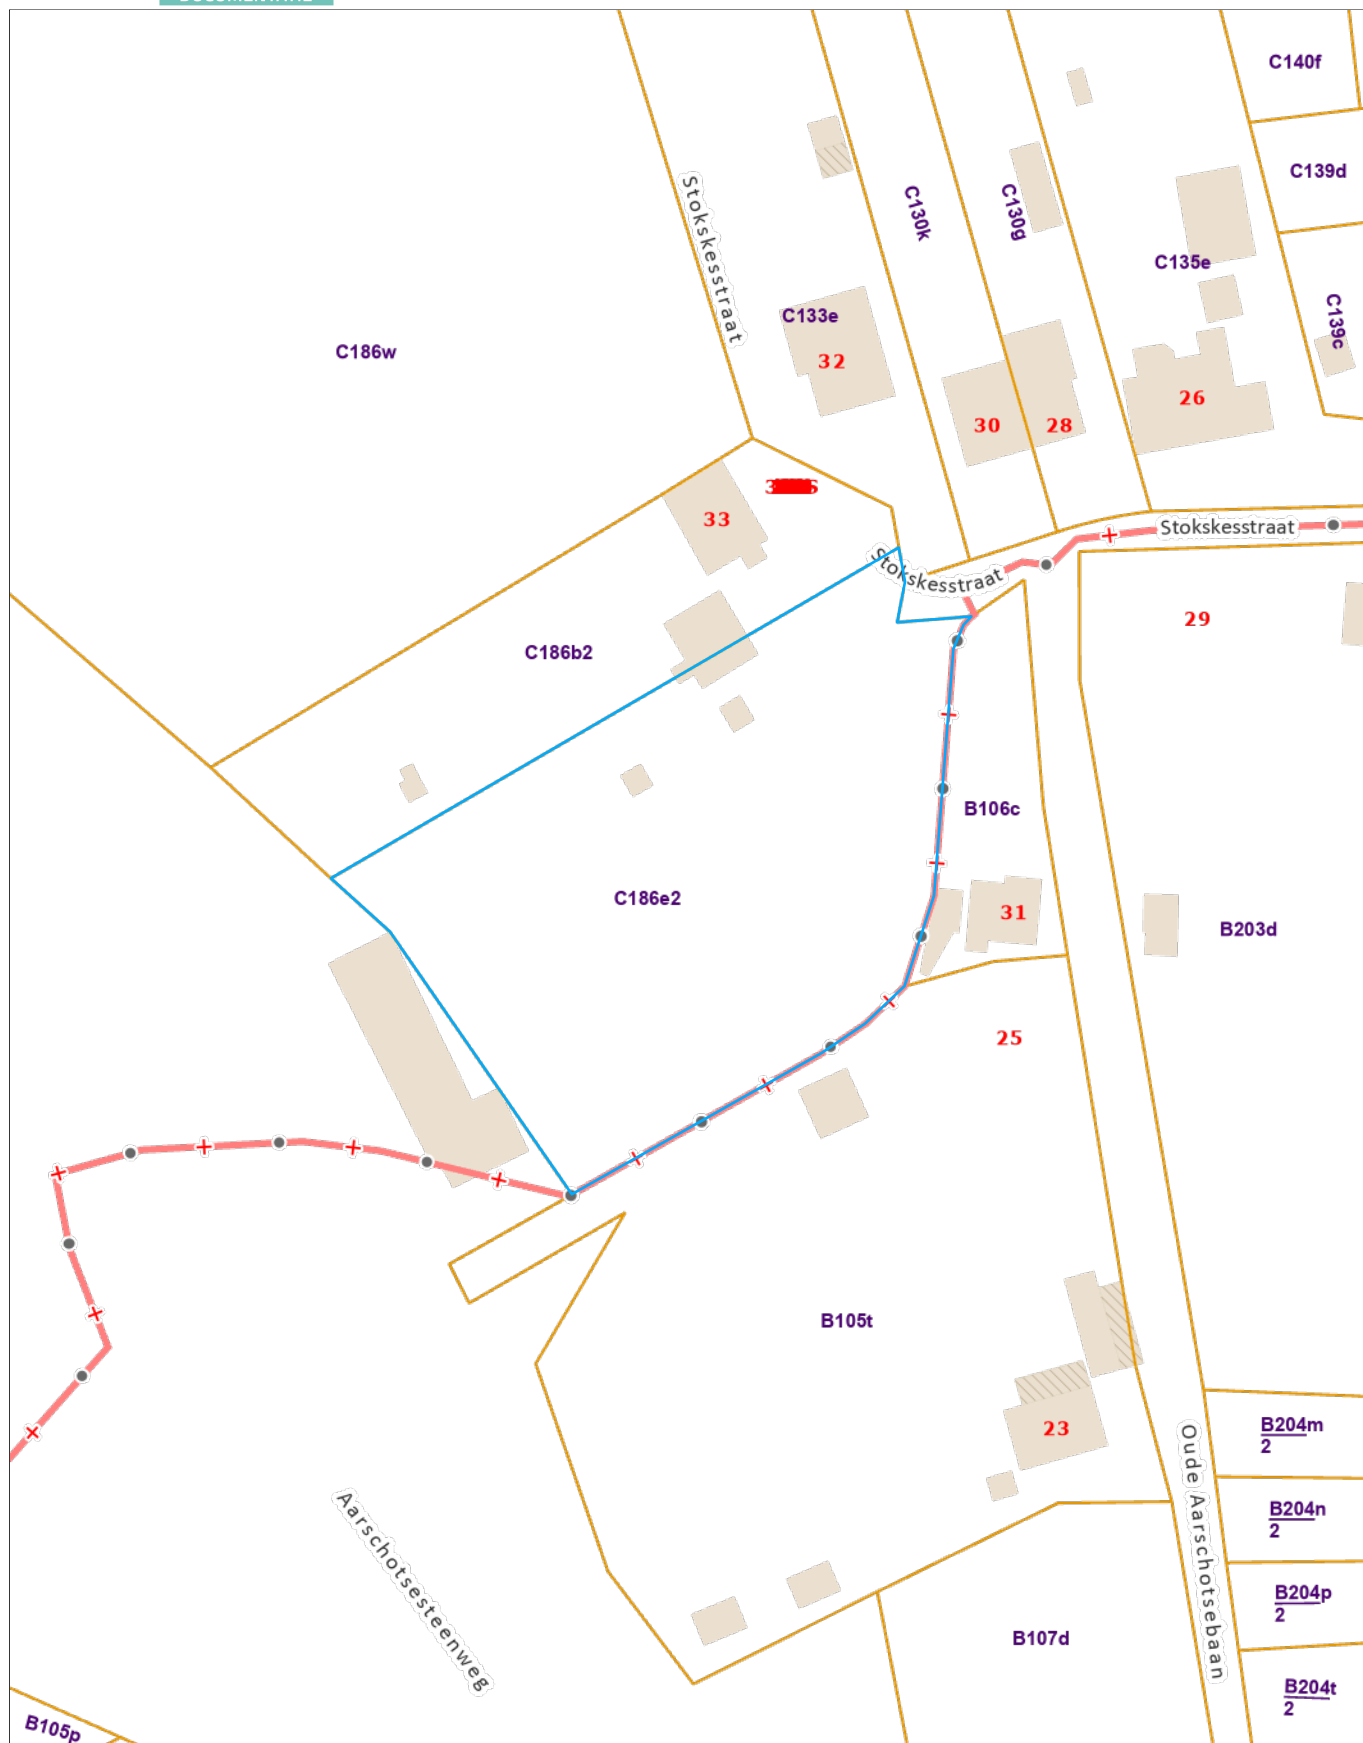 C140f
C139d
Stokskesstraat
C130k
C130g
C135e
C139c
C133e
32
C186w
26
30
28
33
Stokskesstraat
Stokskesstraat
29
C186b2
B106c
C186e2
31
B203d
25
B105t
23
B204m
2
Oude Aarschotsebaan
B204n
2
Aarschotsesteenweg
B204p
2
B107d
B204t
2
B105p